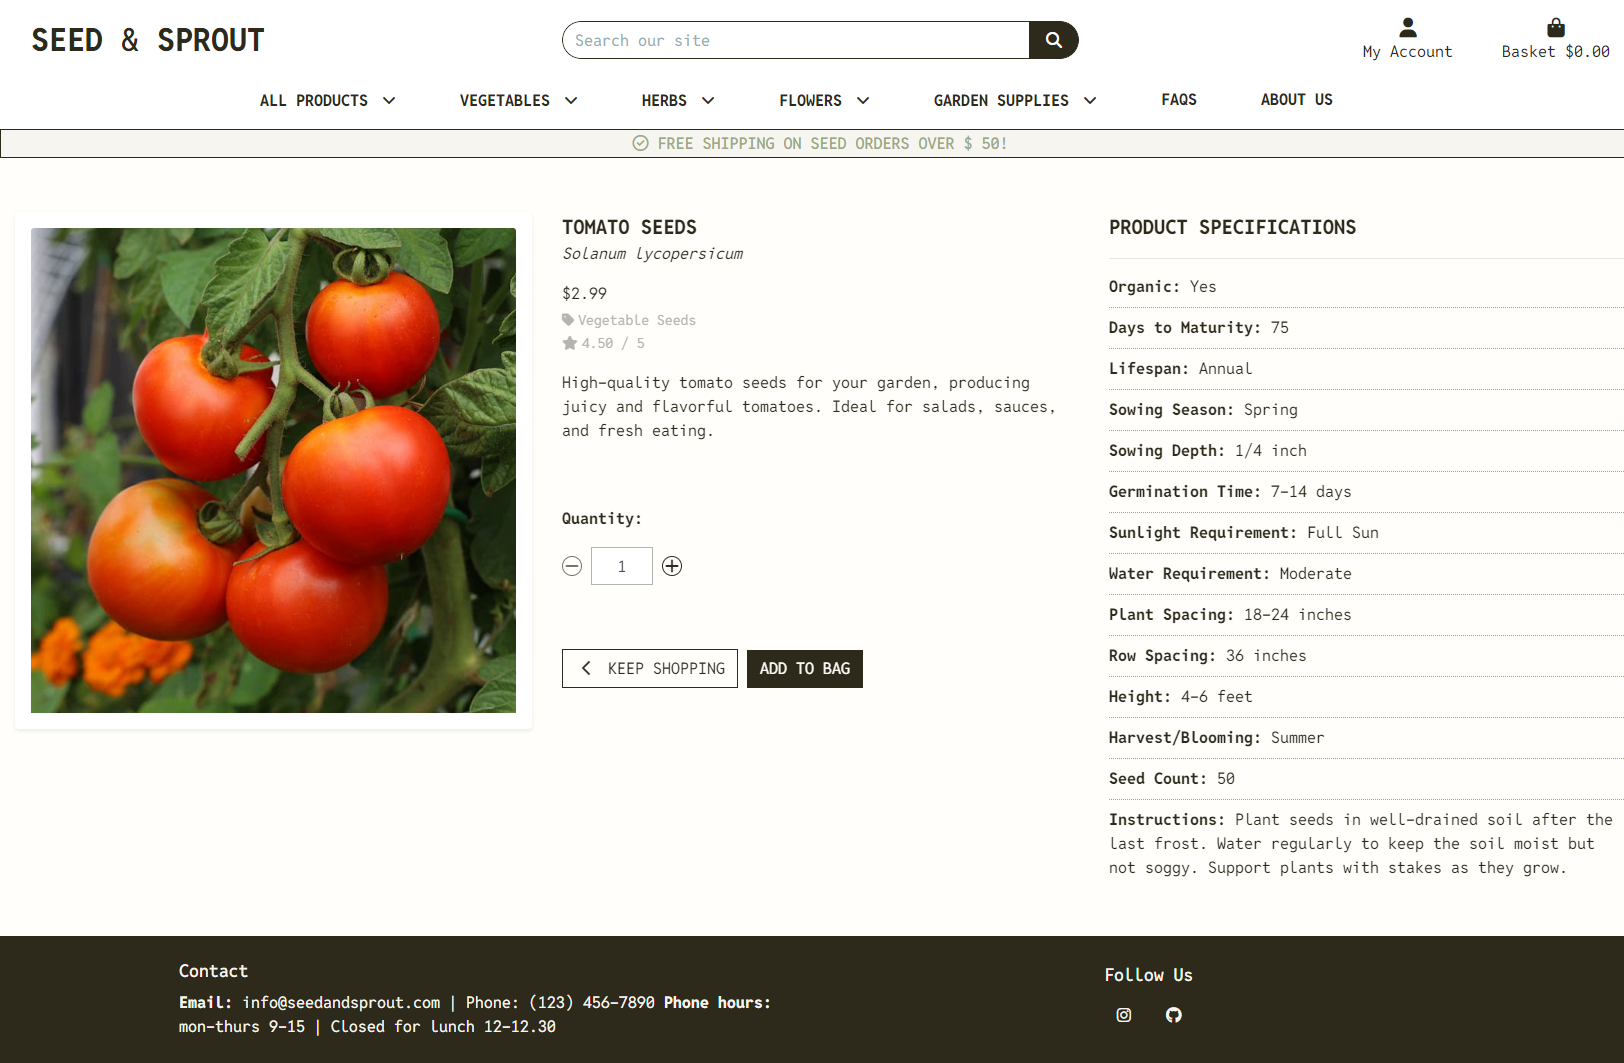 SEED & SPROUT
Search our site
My Account
Basket $0.00
ALL PRODUCTS
VEGETABLES
HERBS
FLOWERS
GARDEN SUPPLIES
FAQS
ABOUT US
FREE SHIPPING ON SEED ORDERS OVER $ 50!
TOMATO SEEDS
Solanum lycopersicum
$2.99
Vegetable Seeds
4.50 / 5
High-quality tomato seeds for your garden, producing
juicy and flavorful tomatoes. Ideal for salads, sauces,
and fresh eating.
Quantity:
1
KEEP SHOPPING
ADD TO BAG
PRODUCT SPECIFICATIONS
Organic: Yes
Days to Maturity: 75
Lifespan: Annual
Sowing Season: Spring
Sowing Depth: 1/4 inch
Germination Time: 7-14 days
Sunlight Requirement: Full Sun
Water Requirement: Moderate
Plant Spacing: 18-24 inches
Row Spacing: 36 inches
Height: 4-6 feet
Harvest/Blooming: Summer
Seed Count: 50
Instructions: Plant seeds in well-drained soil after the
last frost. Water regularly to keep the soil moist but
not soggy. Support plants with stakes as they grow.
Contact
Email: info@seedandsprout.com | Phone: (123) 456-7890 Phone hours:
mon-thurs 9-15 | Closed for lunch 12-12.30
Follow Us